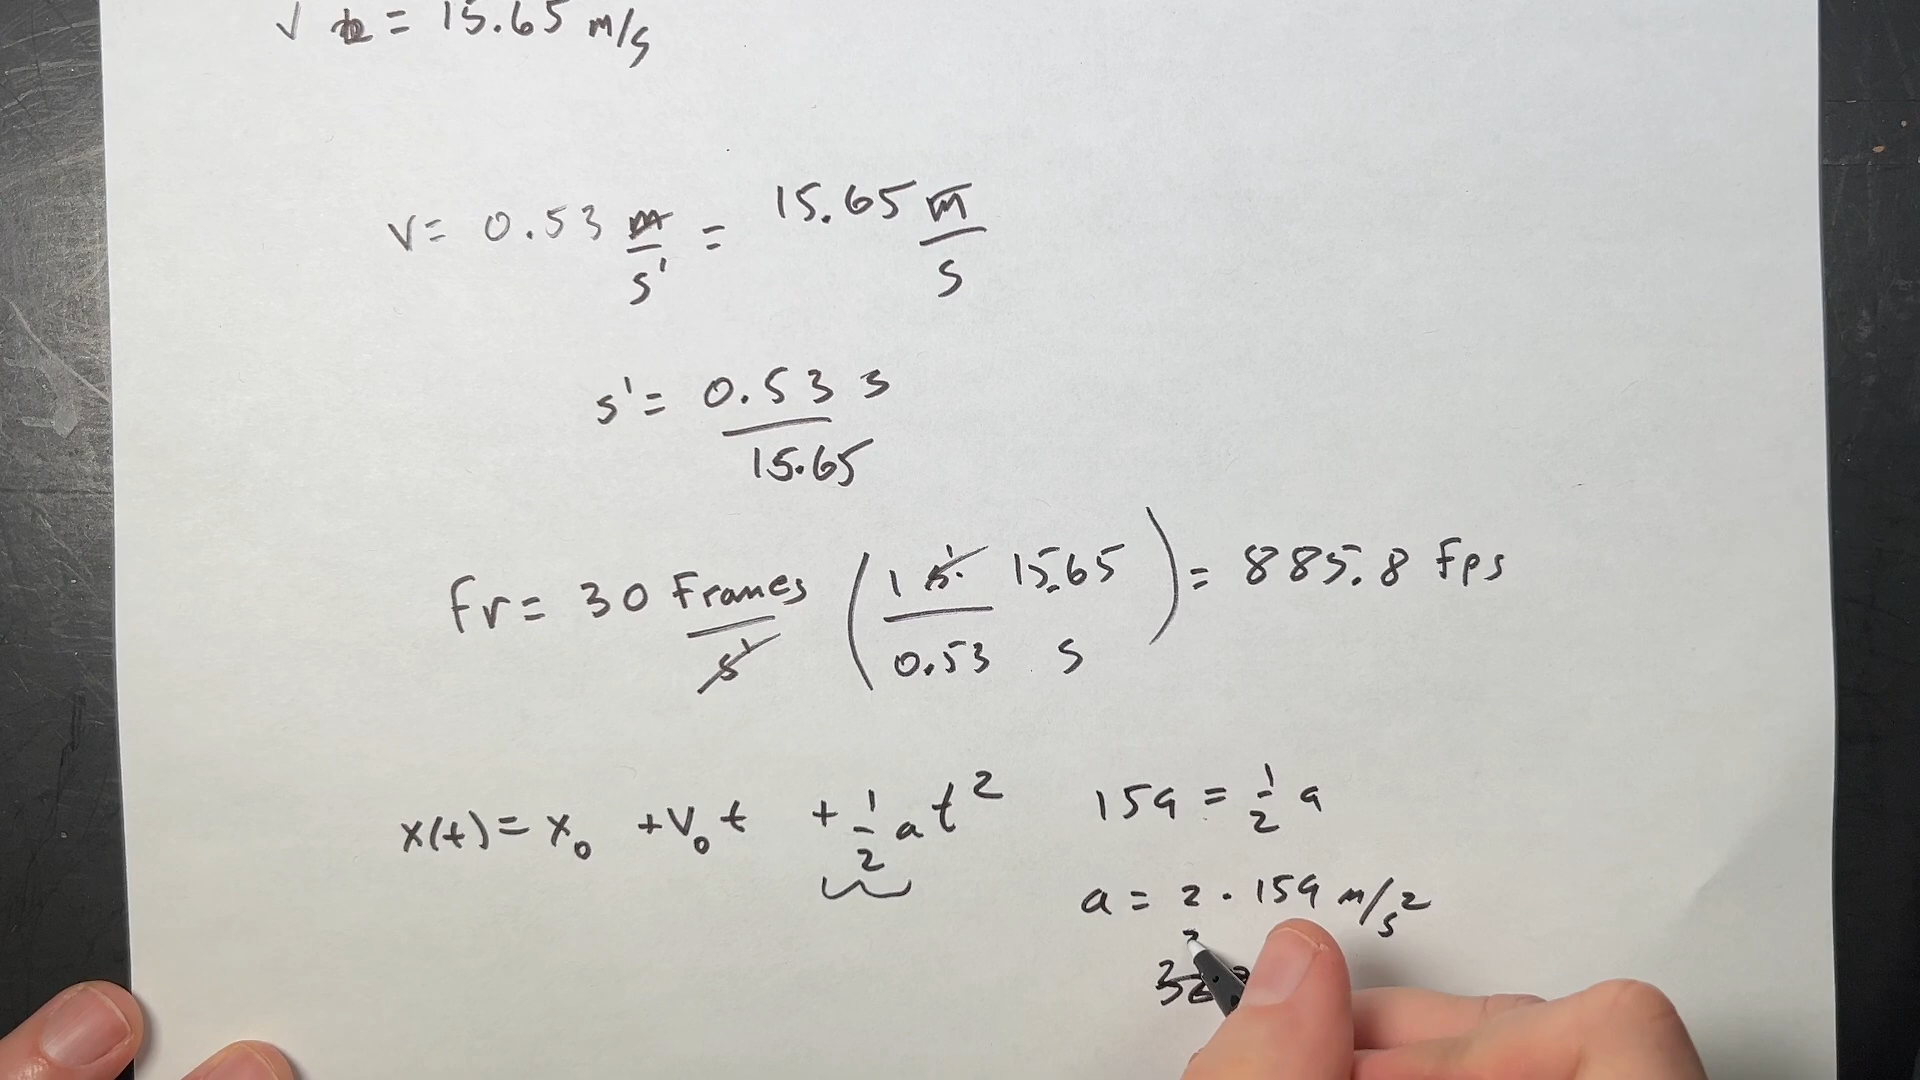 v = 15.65 m/s
v = 0.53 m/s' = 15.65 m/s
s' = 0.53 s / 15.65
Fr = 30 Frames/s' (1 s' 15.65 / 0.53 s) = 885.8 fps
x(t) = x₀ + v₀t + 1/2 at²
159 = 1/2 a
a = 2 · 159 m/s²